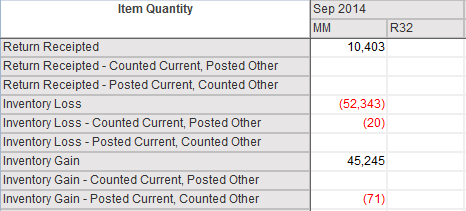 Item Quantity Sep 2014
MM R32
Return Receipted 10,403
Return Receipted - Counted Current, Posted Other
Return Receipted - Posted Current, Counted Other
Inventory Loss (52,343)
Inventory Loss - Counted Current, Posted Other (20)
Inventory Loss - Posted Current, Counted Other
Inventory Gain 45,245
Inventory Gain - Counted Current, Posted Other
Inventory Gain - Posted Current, Counted Other (71)